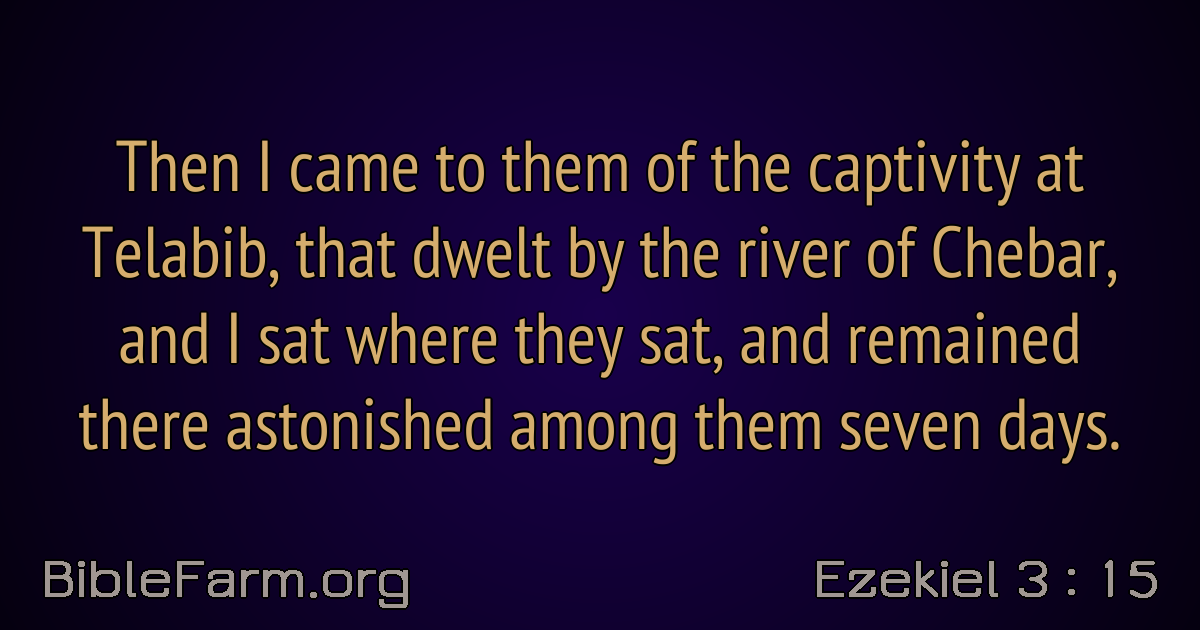 Then I came to them of the captivity at
Telabib, that dwelt by the river of Chebar,
and I sat where they sat, and remained
there astonished among them seven days.
BibleFarm.org
Ezekiel 3 : 15